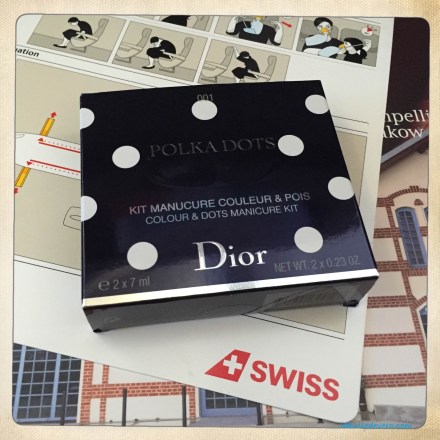 001
POLKA DOTS
KIT MANUCURE COULEUR & POIS
COLOUR & DOTS MANICURE KIT
Dior
℮ 2 x 7 ml
NET WT. 2 x 0.23 OZ
SWISS